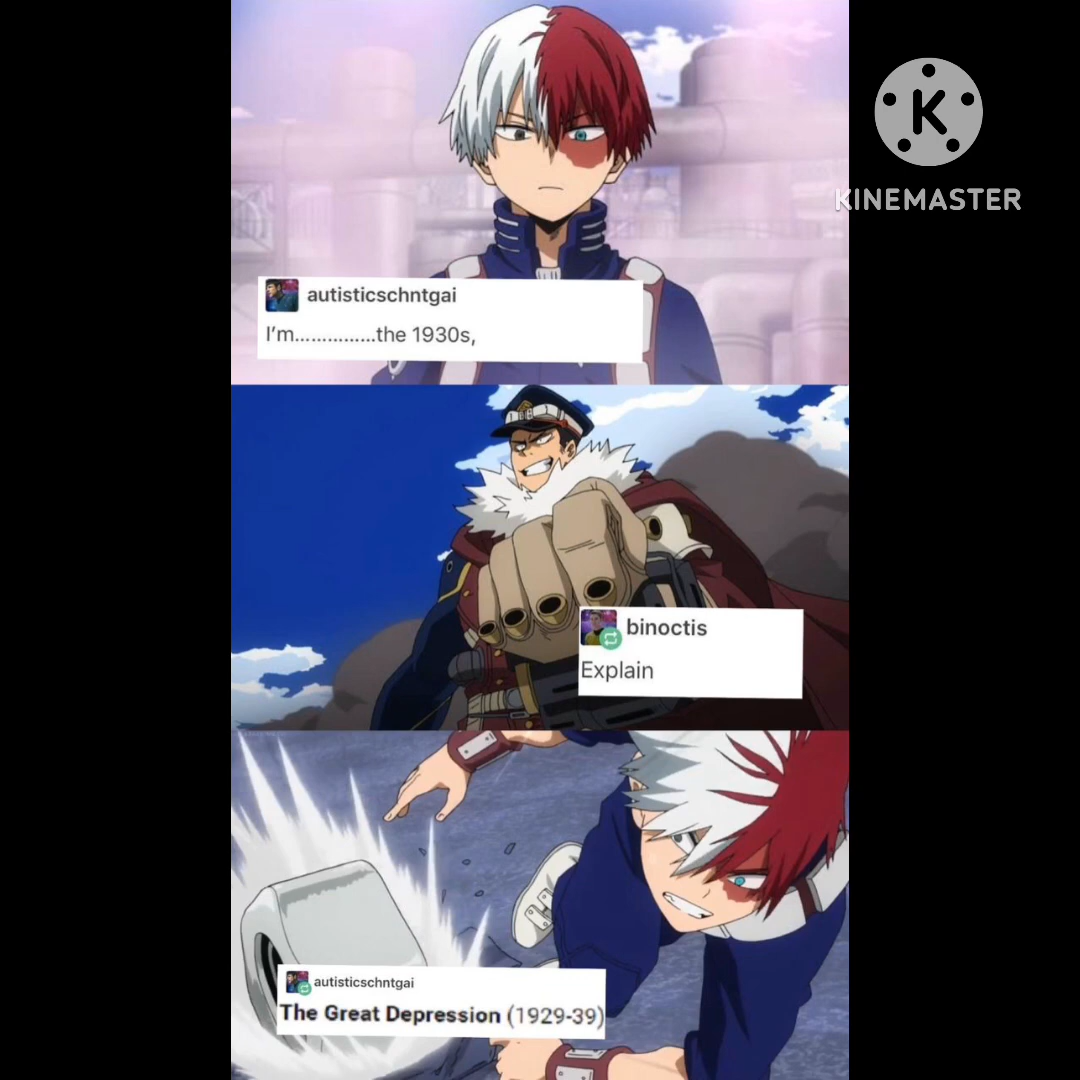 K
KINEMASTER
autisticschntgai
I'm...............the 1930s,
binoctis
Explain
autisticschntgai
The Great Depression (1929-39)